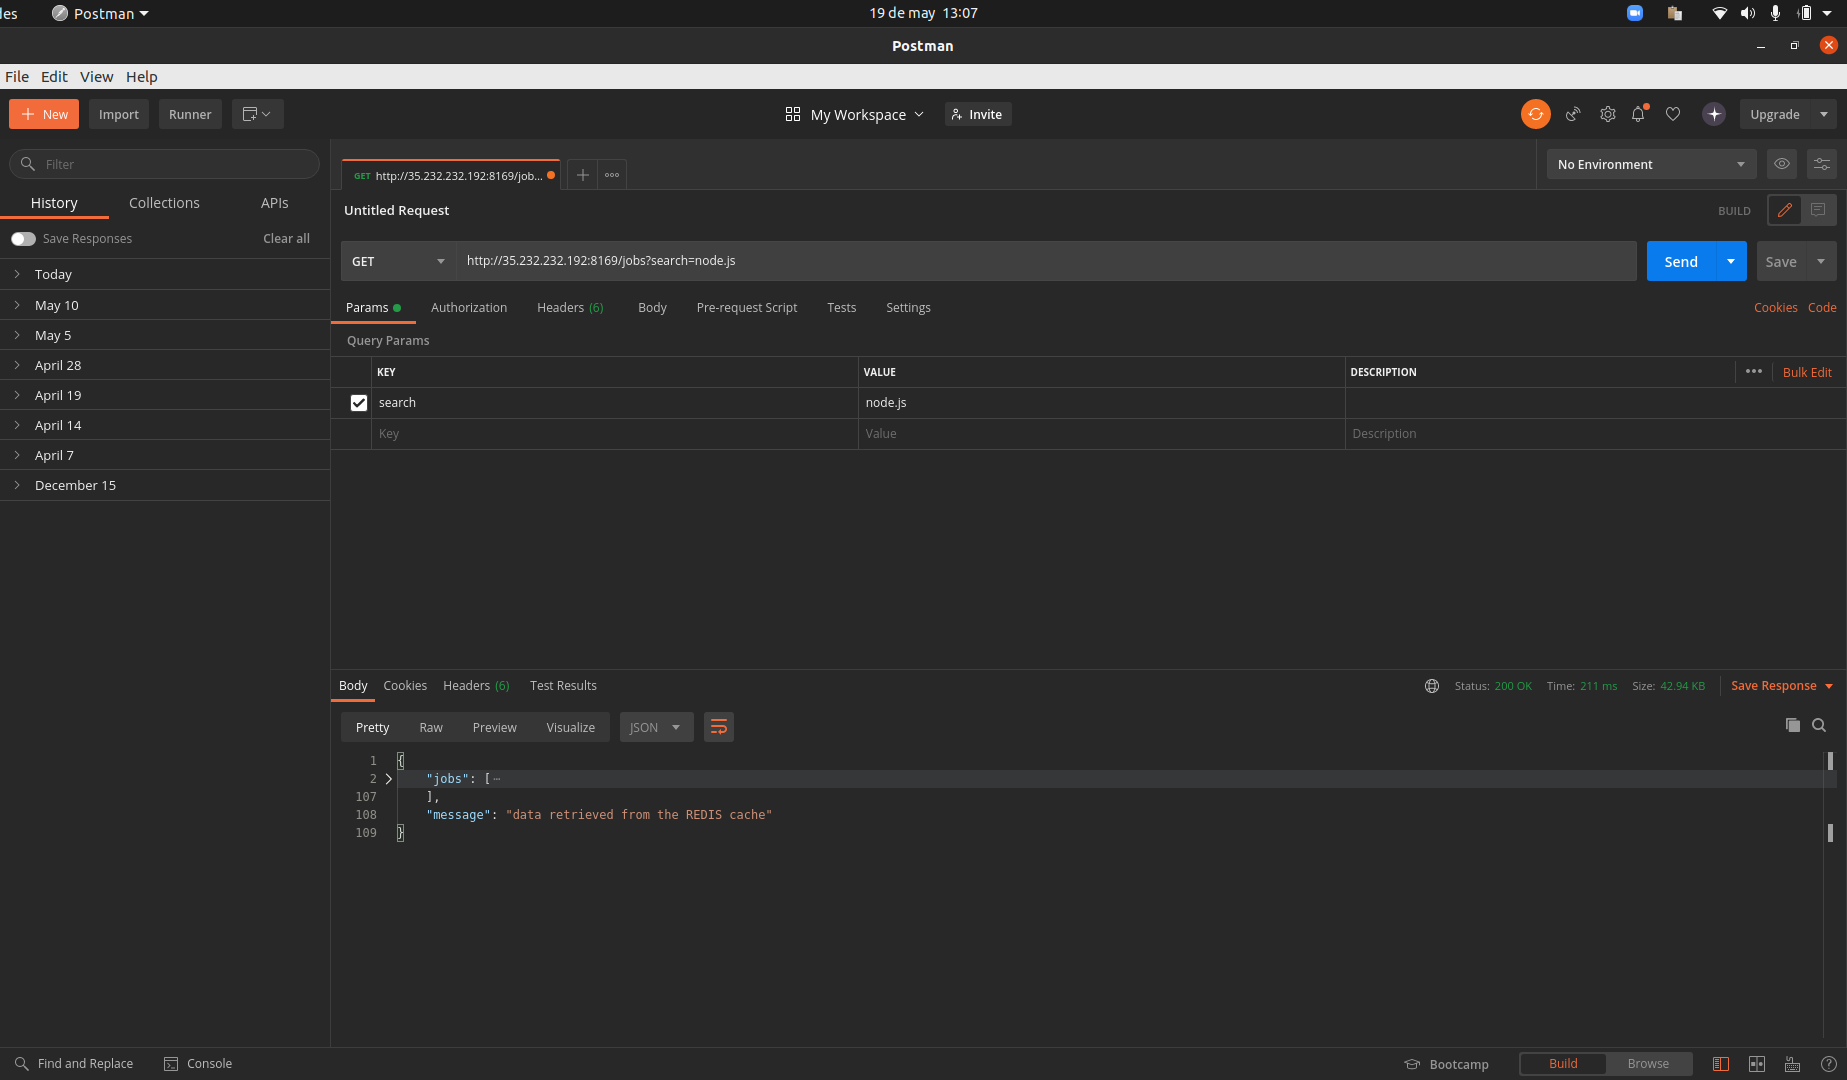 des
Postman
19 de may 13:07
Postman
File Edit View Help
New Import Runner
My Workspace
Invite
Upgrade
Filter
GET http://35.232.232.192:8169/job...
No Environment
History Collections APIs
Untitled Request
BUILD
Save Responses
Clear all
GET
http://35.232.232.192:8169/jobs?search=node.js
Send
Save
Today
May 10
May 5
April 28
April 19
April 14
April 7
December 15
Params Authorization Headers (6) Body Pre-request Script Tests Settings
Cookies Code
Query Params
KEY VALUE DESCRIPTION
Bulk Edit
search node.js
Key Value Description
Body Cookies Headers (6) Test Results
Status: 200 OK Time: 211 ms Size: 42.94 KB
Save Response
Pretty Raw Preview Visualize JSON
1 {
2 "jobs": [⋯
107 ],
108 "message": "data retrieved from the REDIS cache"
109 }
Find and Replace Console
Bootcamp Build Browse